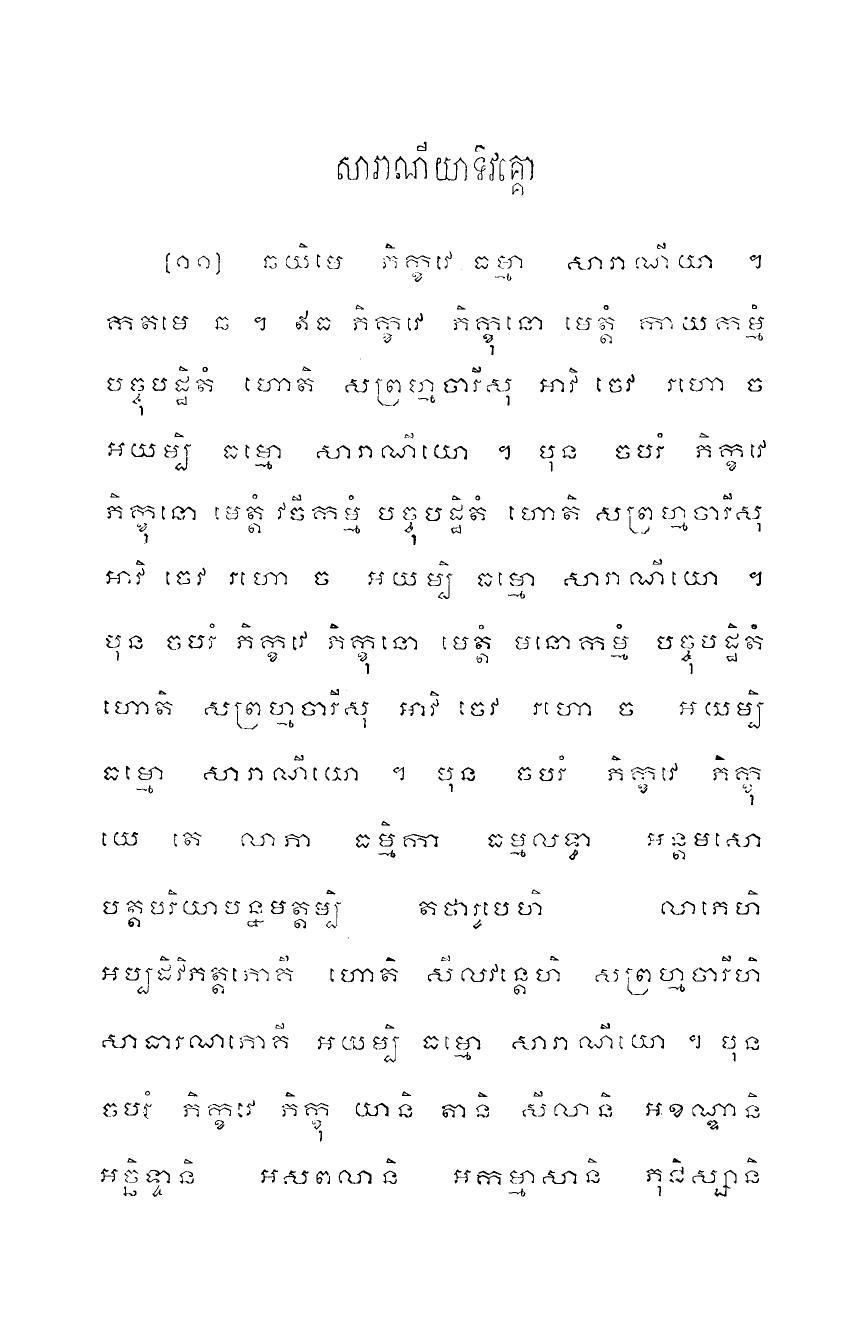 សារាណីយាទិវគ្គោ
[១១] ឆយិមេ ភិក្ខវេ ធម្មា សារាណីយា ។
កតមេ ឆ ។ ឥធ ភិក្ខវេ ភិក្ខុនោ មេត្តំ កាយកម្មំ
បច្ចុបដ្ឋិតំ ហោតិ សព្រហ្មចារីសុ អាវិ ចេវ រហោ ច
អយម្បិ ធម្មោ សារាណីយោ ។ បុន ចបរំ ភិក្ខវេ
ភិក្ខុនោ មេត្តំ វចីកម្មំ បច្ចុបដ្ឋិតំ ហោតិ សព្រហ្មចារីសុ
អាវិ ចេវ រហោ ច អយម្បិ ធម្មោ សារាណីយោ ។
បុន ចបរំ ភិក្ខវេ ភិក្ខុនោ មេត្តំ មនោកម្មំ បច្ចុបដ្ឋិតំ
ហោតិ សព្រហ្មចារីសុ អាវិ ចេវ រហោ ច អយម្បិ
ធម្មោ សារាណីយោ ។ បុន ចបរំ ភិក្ខវេ ភិក្ខុ
យេ តេ លាភា ធម្មិកា ធម្មលទ្ធា អន្តមសោ
បត្តបរិយាបន្នមត្តម្បិ តថារូបេហិ លាភេហិ
អប្បដិវិភត្តភោគី ហោតិ សីលវន្តេហិ សព្រហ្មចារីហិ
សាធារណភោគី អយម្បិ ធម្មោ សារាណីយោ ។ បុន
ចបរំ ភិក្ខវេ ភិក្ខុ យានិ តានិ សីលានិ អខណ្ឌានិ
អច្ឆិទ្ទានិ អសពលានិ អកម្មាសានិ ភុជិស្សានិ